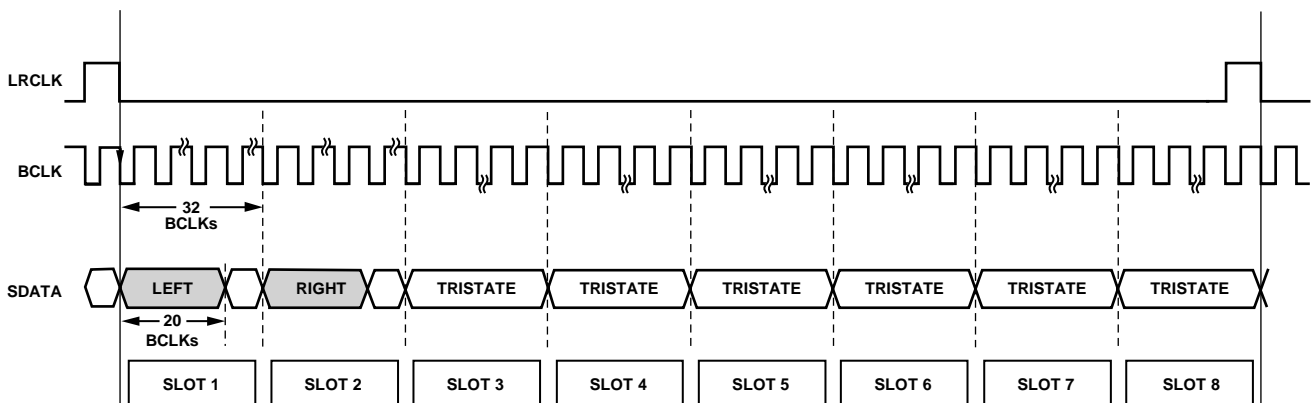 LRCLK
BCLK
32
BCLKs
SDATA
LEFT
RIGHT
TRISTATE
TRISTATE
TRISTATE
TRISTATE
TRISTATE
TRISTATE
20
BCLKs
SLOT 1
SLOT 2
SLOT 3
SLOT 4
SLOT 5
SLOT 6
SLOT 7
SLOT 8